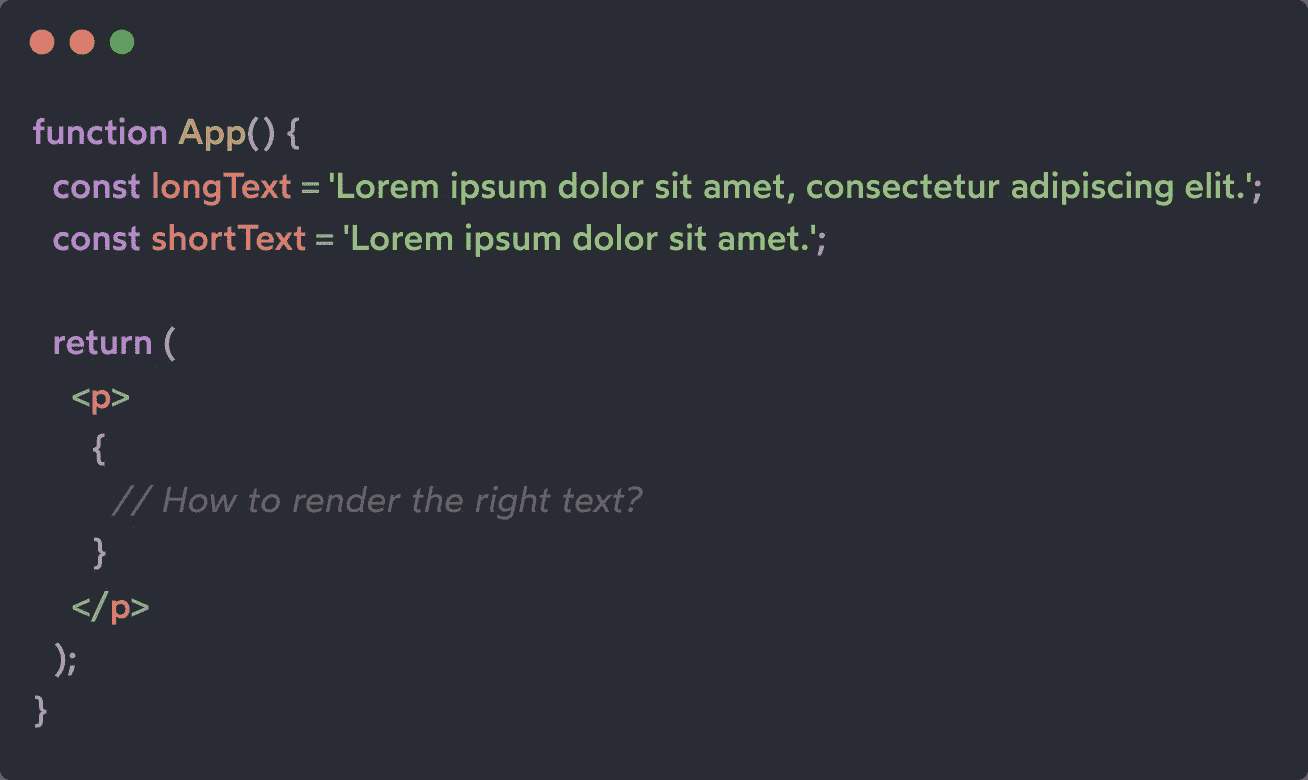 function App() {
const longText = 'Lorem ipsum dolor sit amet, consectetur adipiscing elit.';
const shortText = 'Lorem ipsum dolor sit amet.';
return (
<p>
{
// How to render the right text?
}
</p>
);
}